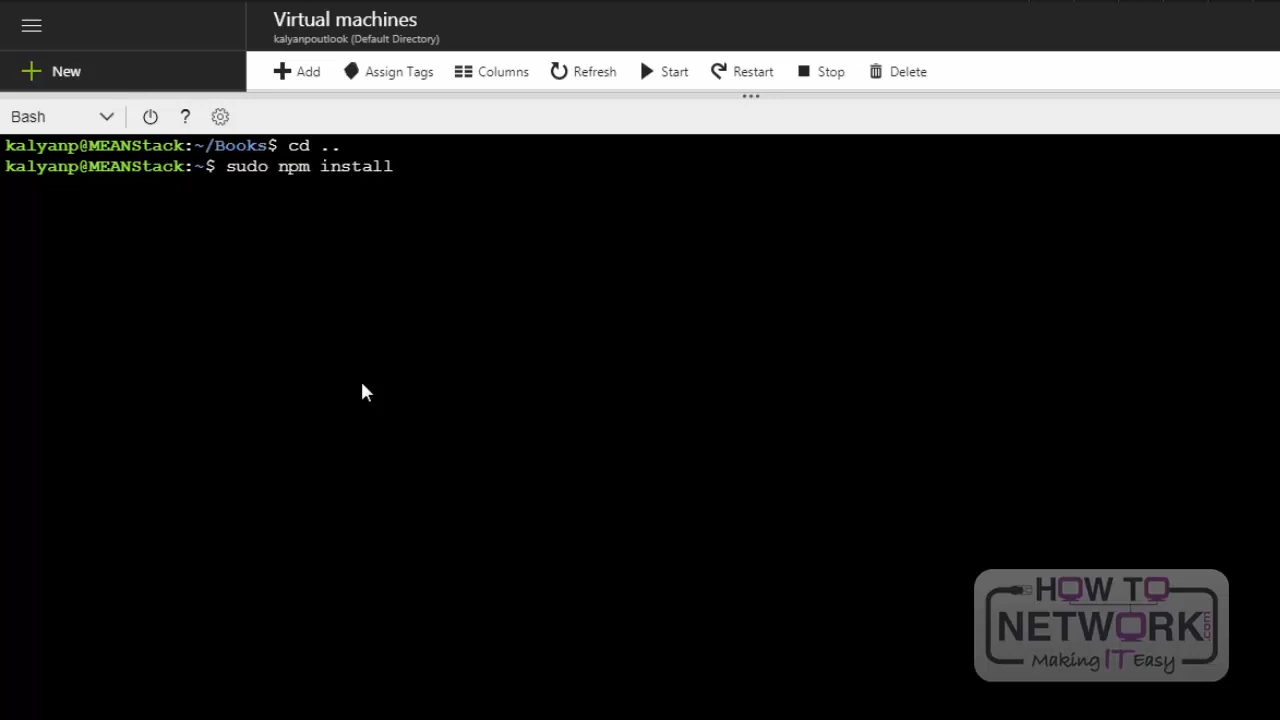 Virtual machines
kalyanpoutlook (Default Directory)
New
Add
Assign Tags
Columns
Refresh
Start
Restart
Stop
Delete
Bash
?
kalyanp@MEANStack:~/Books$ cd ..
kalyanp@MEANStack:~$ sudo npm install
HOW TO
NETWORK.com
Making IT Easy